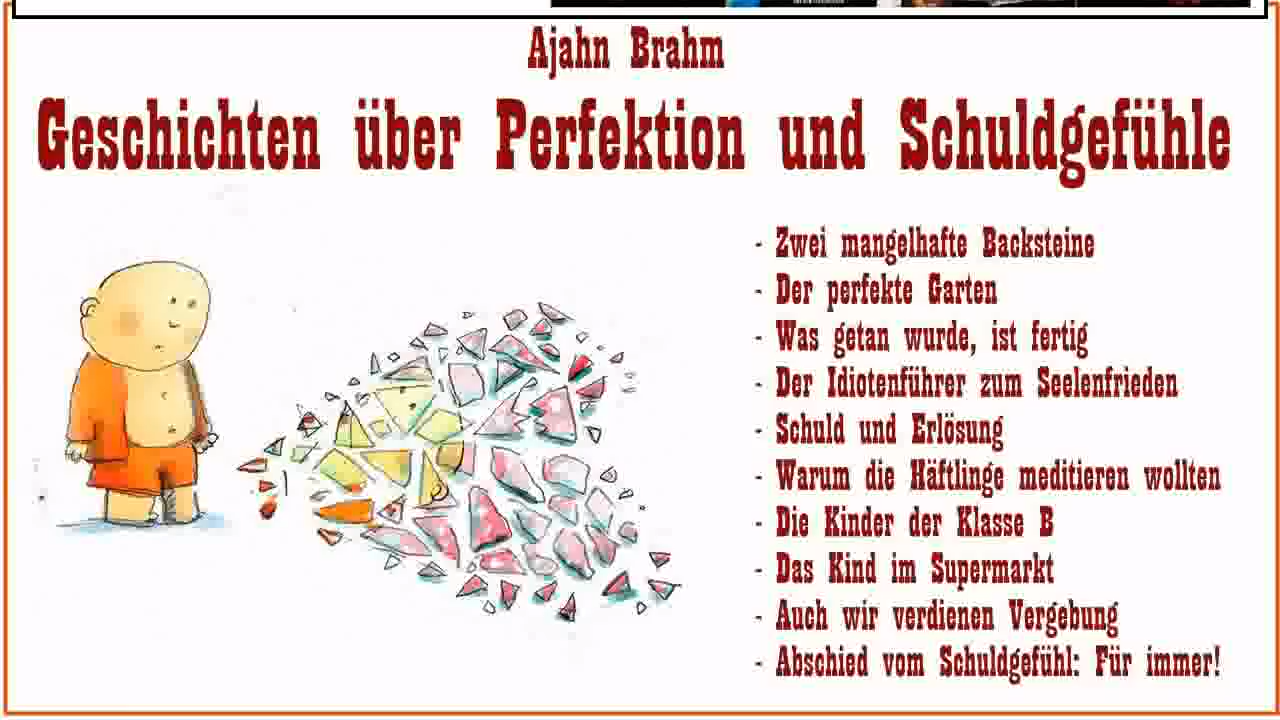 Ajahn Brahm
Geschichten über Perfektion und Schuldgefühle
- Zwei mangelhafte Backsteine
- Der perfekte Garten
- Was getan wurde, ist fertig
- Der Idiotenführer zum Seelenfrieden
- Schuld und Erlösung
- Warum die Häftlinge meditieren wollten
- Die Kinder der Klasse B
- Das Kind im Supermarkt
- Auch wir verdienen Vergebung
- Abschied vom Schuldgefühl: Für immer!